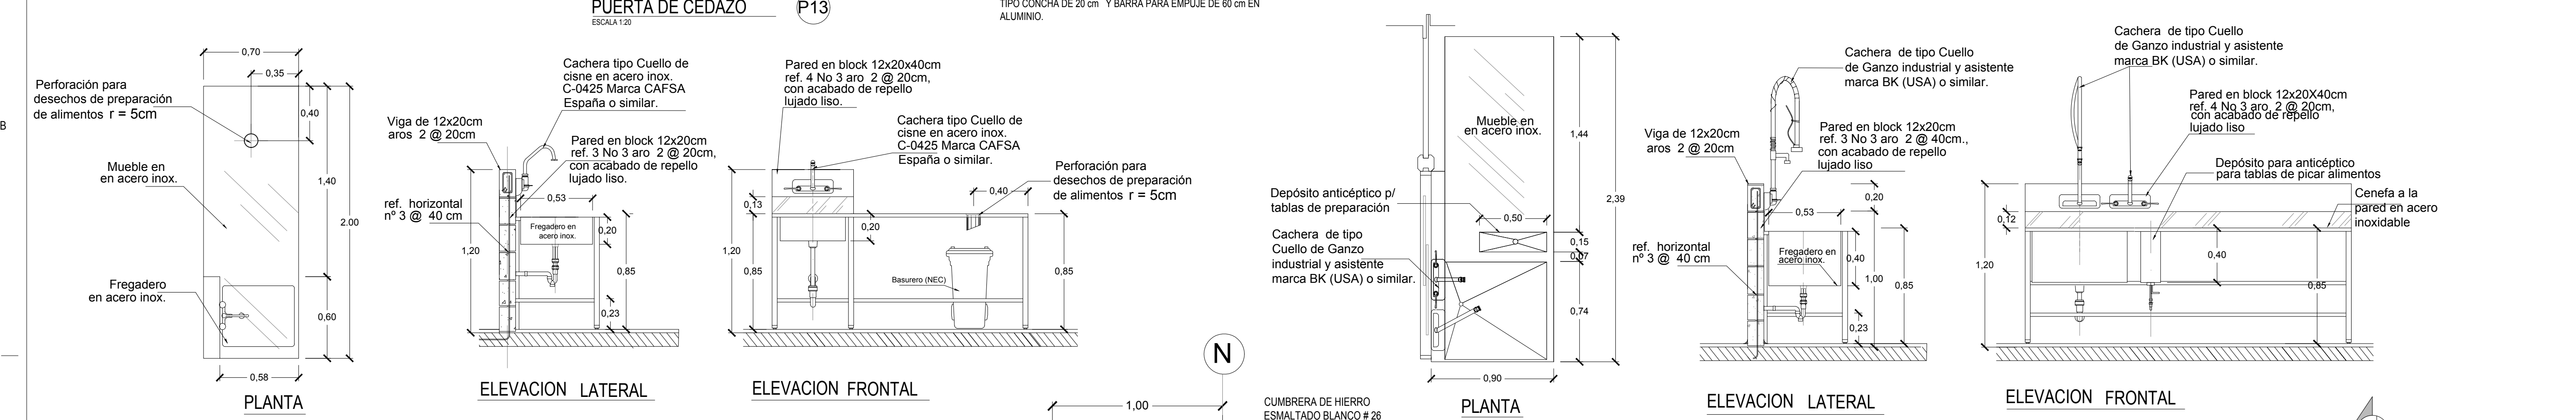 PUERTA DE CEDAZO
ESCALA 1:20
P13
TIPO CONCHA DE 20 cm Y BARRA PARA EMPUJE DE 60 cm EN
ALUMINIO.
B
0,70
0,35
0,40
1,40
2.00
0,60
0,58
Perforación para
desechos de preparación
de alimentos r = 5cm
Mueble en
en acero inox.
Fregadero
en acero inox.
PLANTA
Cachera tipo Cuello de
cisne en acero inox.
C-0425 Marca CAFSA
España o similar.
Viga de 12x20cm
aros 2 @ 20cm
Pared en block 12x20cm
ref. 3 No 3 aro 2 @ 20cm,
con acabado de repello
lujado liso.
ref. horizontal
nº 3 @ 40 cm
0,53
Fregadero en
acero inox.
0,20
1,20
0,85
0,23
ELEVACION LATERAL
Pared en block 12x20x40cm
ref. 4 No 3 aro 2 @ 20cm,
con acabado de repello
lujado liso.
Cachera tipo Cuello de
cisne en acero inox.
C-0425 Marca CAFSA
España o similar.
Perforación para
desechos de preparación
de alimentos r = 5cm
0,40
0,13
0,20
1,20
0,85
0,85
Basurero (NEC)
ELEVACION FRONTAL
N
1,00
CUMBRERA DE HIERRO
ESMALTADO BLANCO # 26
Mueble en
en acero inox.
1,44
2,39
Depósito anticéptico p/
tablas de preparación
0,50
0,15
0,07
Cachera de tipo
Cuello de Ganzo
industrial y asistente
marca BK (USA) o similar.
0,74
0,90
PLANTA
Cachera de tipo Cuello
de Ganzo industrial y asistente
marca BK (USA) o similar.
Viga de 12x20cm
aros 2 @ 20cm
Pared en block 12x20cm
ref. 3 No 3 aro 2 @ 40cm.,
con acabado de repello
lujado liso
ref. horizontal
nº 3 @ 40 cm
0,20
0,53
Fregadero en
acero inox.
0,40
1,00
0,85
0,23
ELEVACION LATERAL
Cachera de tipo Cuello
de Ganzo industrial y asistente
marca BK (USA) o similar.
Pared en block 12x20X40cm
ref. 4 No 3 aro 2 @ 20cm,
con acabado de repello
lujado liso
Depósito para anticéptico
para tablas de picar alimentos
Cenefa a la
pared en acero
inoxidable
0,12
1,20
0,40
0,85
ELEVACION FRONTAL